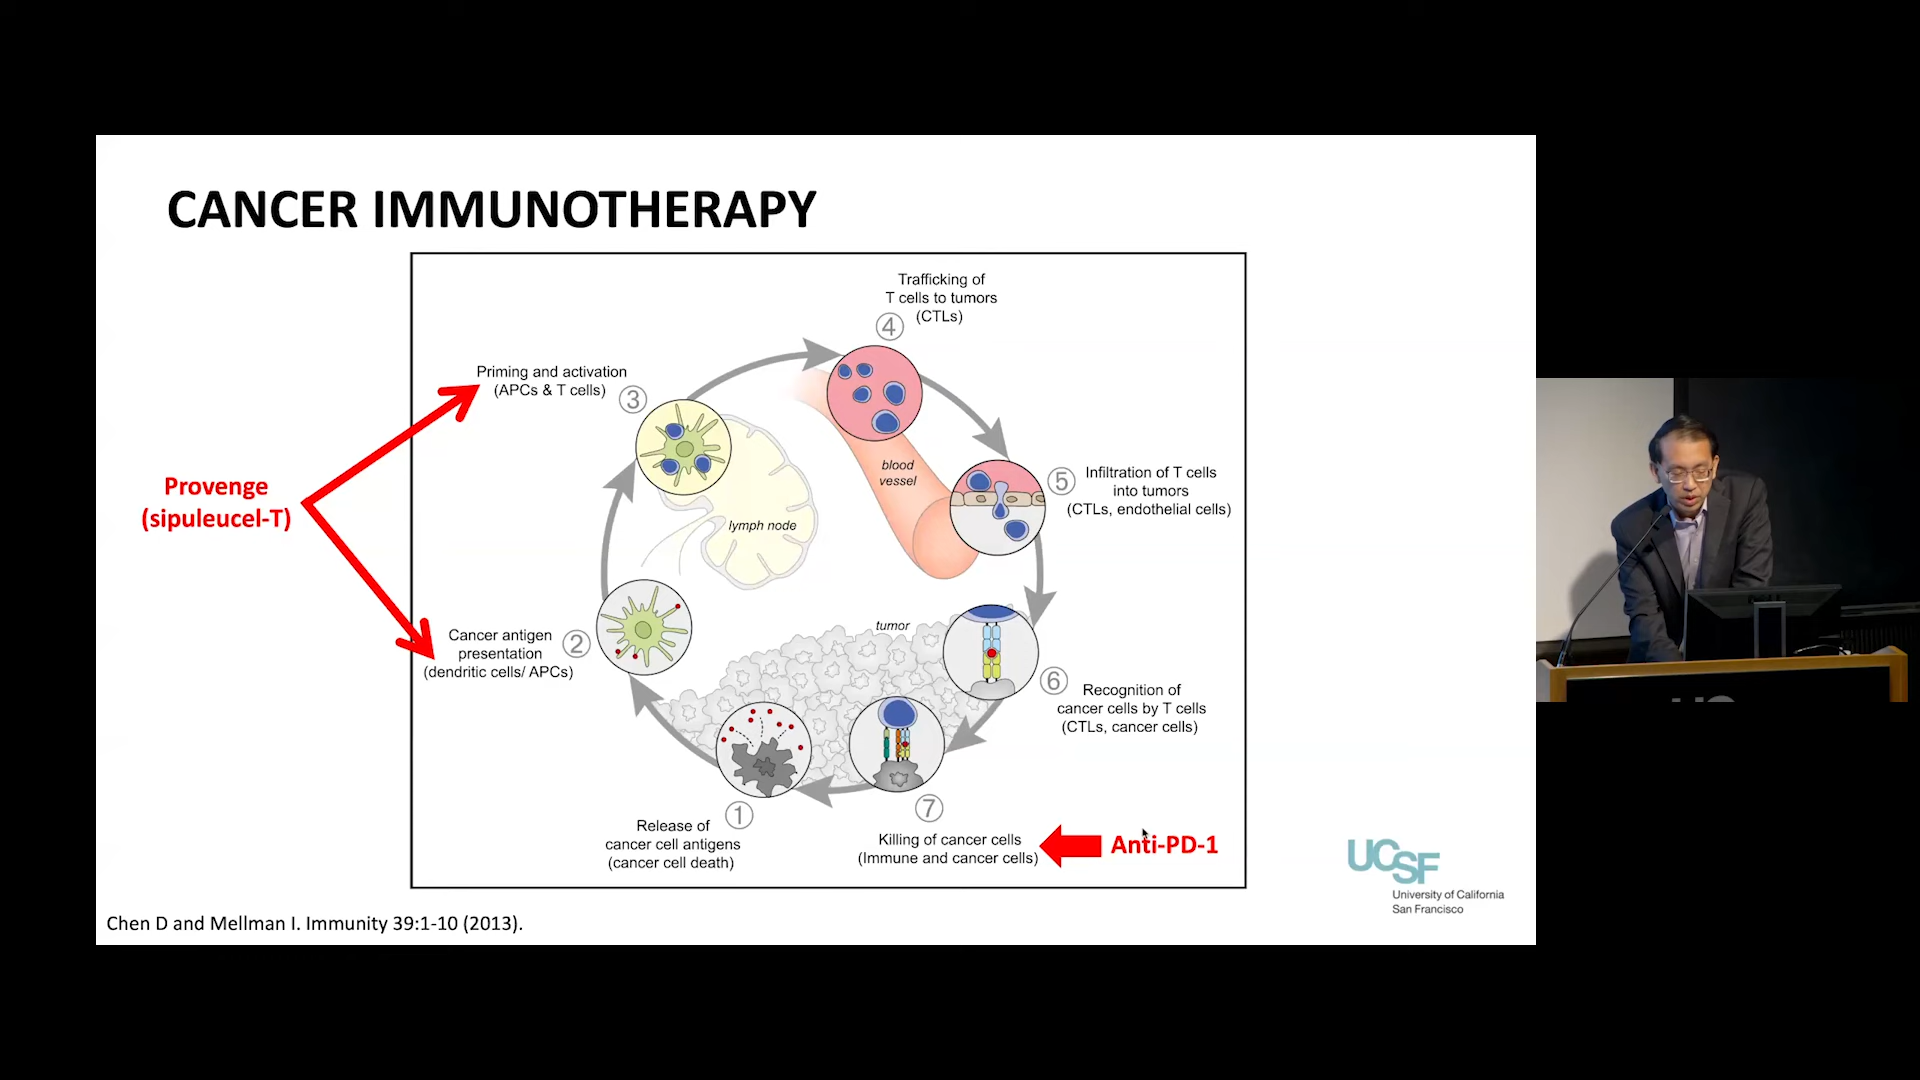 CANCER IMMUNOTHERAPY
Trafficking of
T cells to tumors
(CTLs)
4
Priming and activation
(APCs & T cells)
3
blood
vessel
5
Infiltration of T cells
into tumors
(CTLs, endothelial cells)
Provenge
(sipuleucel-T)
lymph node
Cancer antigen
presentation
(dendritic cells/ APCs)
2
tumor
6
Recognition of
cancer cells by T cells
(CTLs, cancer cells)
1
Release of
cancer cell antigens
(cancer cell death)
7
Killing of cancer cells
(Immune and cancer cells)
Anti-PD-1
UCSF
University of California
San Francisco
Chen D and Mellman I. Immunity 39:1-10 (2013).